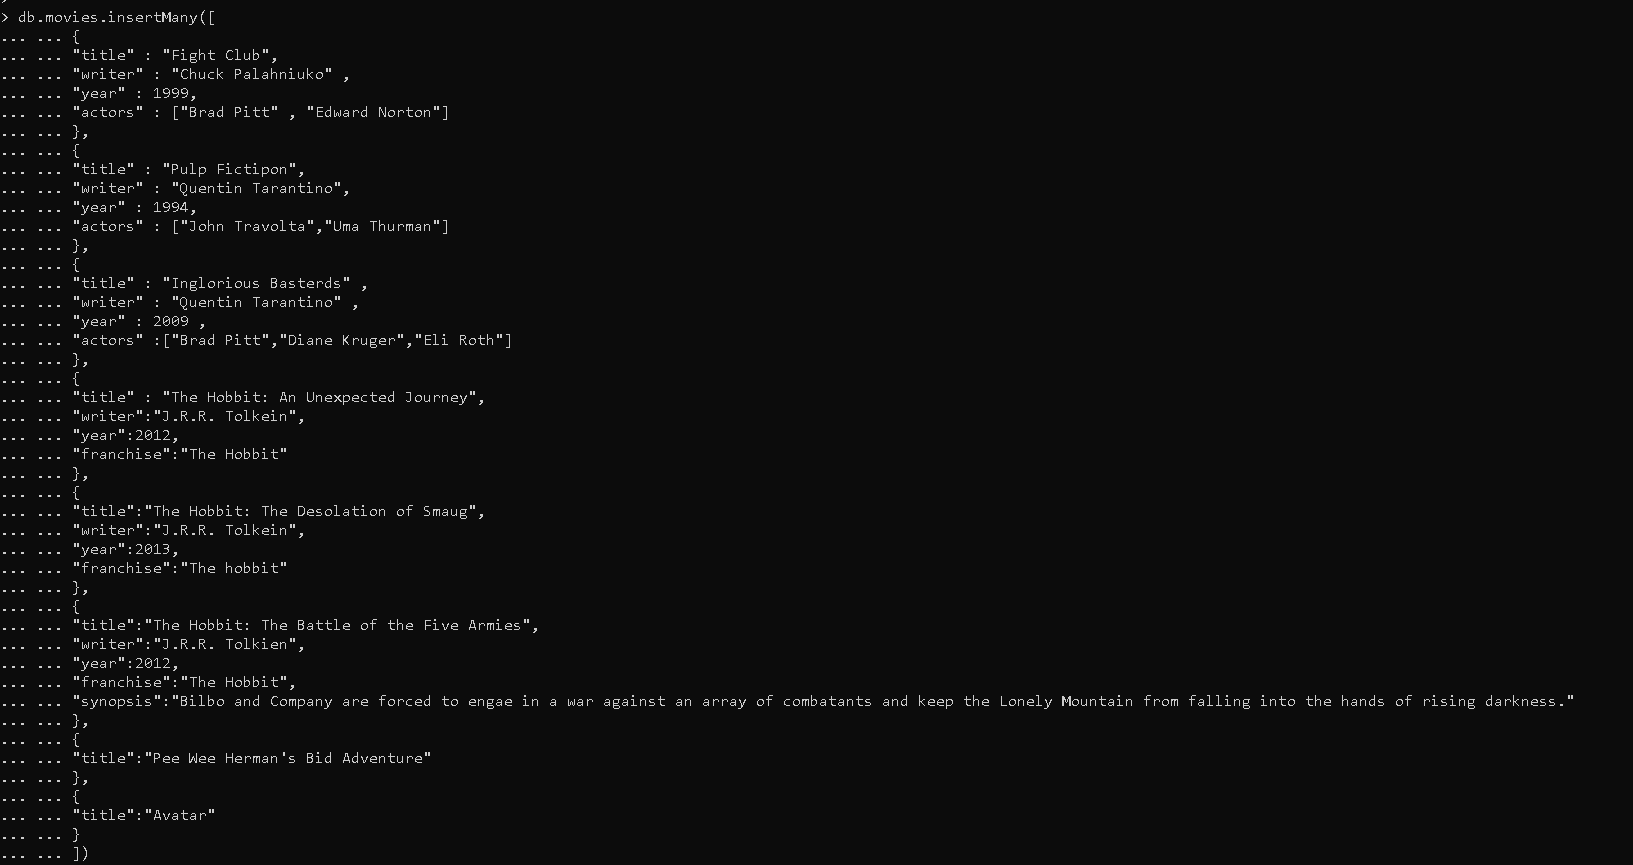 > db.movies.insertMany([
... ... {
... ... "title" : "Fight Club",
... ... "writer" : "Chuck Palahniuko" ,
... ... "year" : 1999,
... ... "actors" : ["Brad Pitt" , "Edward Norton"]
... ... },
... ... {
... ... "title" : "Pulp Fictipon",
... ... "writer" : "Quentin Tarantino",
... ... "year" : 1994,
... ... "actors" : ["John Travolta","Uma Thurman"]
... ... },
... ... {
... ... "title" : "Inglorious Basterds" ,
... ... "writer" : "Quentin Tarantino" ,
... ... "year" : 2009 ,
... ... "actors" :["Brad Pitt","Diane Kruger","Eli Roth"]
... ... },
... ... {
... ... "title" : "The Hobbit: An Unexpected Journey",
... ... "writer":"J.R.R. Tolkein",
... ... "year":2012,
... ... "franchise":"The Hobbit"
... ... },
... ... {
... ... "title":"The Hobbit: The Desolation of Smaug",
... ... "writer":"J.R.R. Tolkein",
... ... "year":2013,
... ... "franchise":"The hobbit"
... ... },
... ... {
... ... "title":"The Hobbit: The Battle of the Five Armies",
... ... "writer":"J.R.R. Tolkien",
... ... "year":2012,
... ... "franchise":"The Hobbit",
... ... "synopsis":"Bilbo and Company are forced to engae in a war against an array of combatants and keep the Lonely Mountain from falling into the hands of rising darkness."
... ... },
... ... {
... ... "title":"Pee Wee Herman's Bid Adventure"
... ... },
... ... {
... ... "title":"Avatar"
... ... }
... ... ])